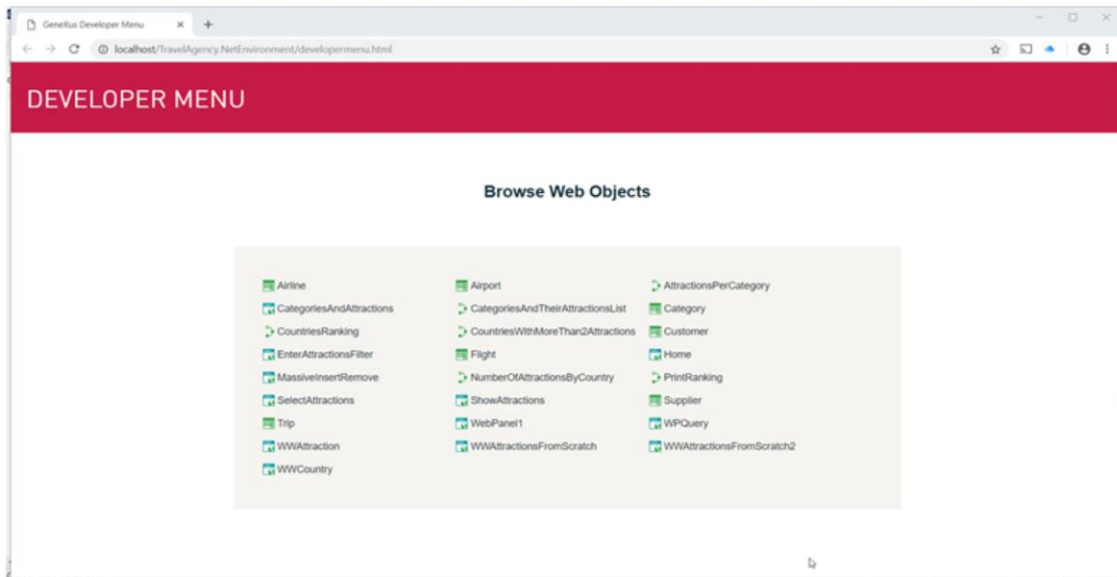 GeneXus Developer Menu
localhost/TravelAgency.NetEnvironment/developermenu.html
DEVELOPER MENU
Browse Web Objects
Airline Airport AttractionsPerCategory
CategoriesAndAttractions CategoriesAndTheirAttractionsList Category
CountriesRanking CountriesWithMoreThan2Attractions Customer
EnterAttractionsFilter Flight Home
MassiveInsertRemove NumberOfAttractionsByCountry PrintRanking
SelectAttractions ShowAttractions Supplier
Trip WebPanel1 WPQuery
WWAttraction WWAttractionsFromScratch WWAttractionsFromScratch2
WWCountry